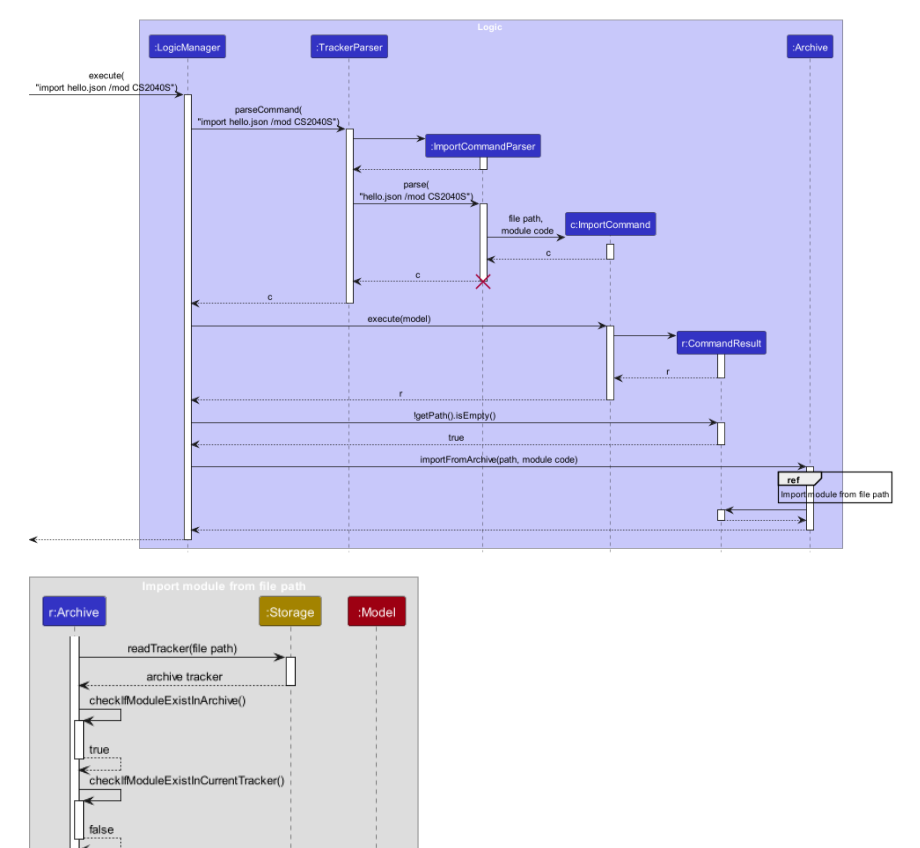 Logic
:LogicManager
:TrackerParser
:Archive
execute(
"import hello.json /mod CS2040S")
parseCommand(
"import hello.json /mod CS2040S")
:ImportCommandParser
parse(
"hello.json /mod CS2040S")
file path,
module code
c:ImportCommand
c
c
c
execute(model)
r:CommandResult
r
r
!getPath().isEmpty()
true
importFromArchive(path, module code)
ref
Import module from file path
Import module from file path
r:Archive
:Storage
:Model
readTracker(file path)
archive tracker
checkIfModuleExistInArchive()
true
checkIfModuleExistInCurrentTracker()
false